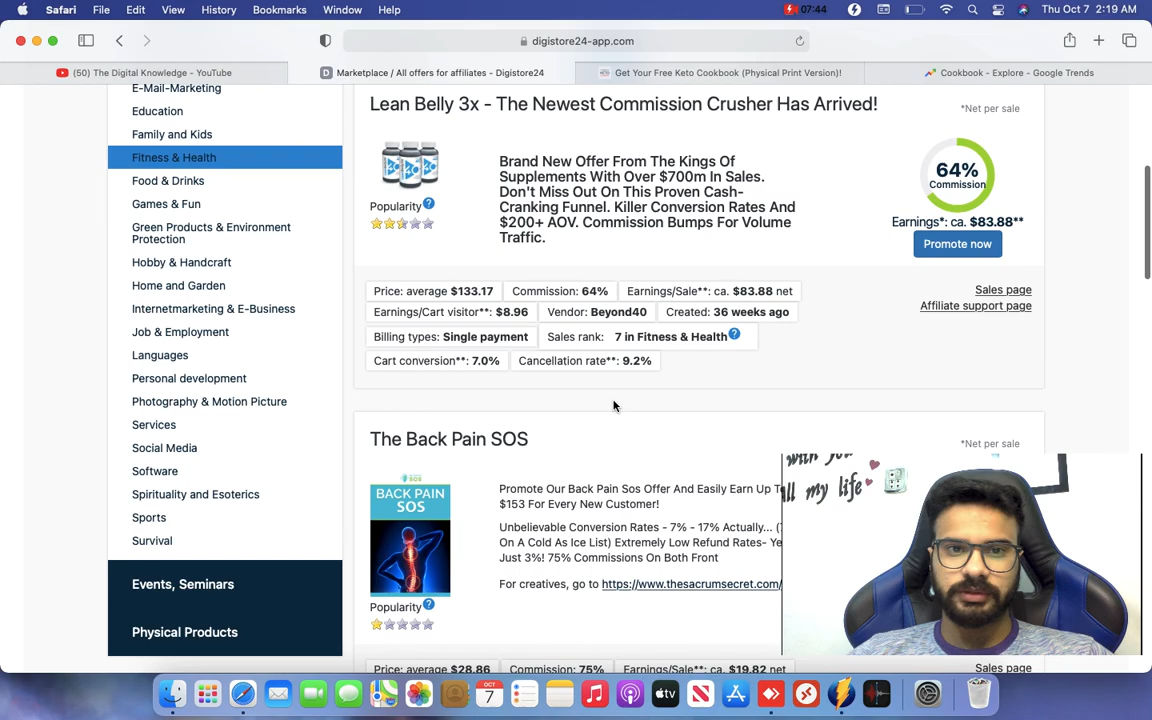 Safari File Edit View History Bookmarks Window Help 07:44 Thu Oct 7 2:19 AM
digistore24-app.com
(50) The Digital Knowledge - YouTube
Marketplace / All offers for affiliates - Digistore24
Get Your Free Keto Cookbook (Physical Print Version)!
Cookbook - Explore - Google Trends
E-Mail-Marketing
Education
Family and Kids
Fitness & Health
Food & Drinks
Games & Fun
Green Products & Environment
Protection
Hobby & Handcraft
Home and Garden
Internetmarketing & E-Business
Job & Employment
Languages
Personal development
Photography & Motion Picture
Services
Social Media
Software
Spirituality and Esoterics
Sports
Survival
Events, Seminars
Physical Products
Lean Belly 3x - The Newest Commission Crusher Has Arrived!
*Net per sale
Popularity ?
Brand New Offer From The Kings Of
Supplements With Over $700m In Sales.
Don't Miss Out On This Proven Cash-
Cranking Funnel. Killer Conversion Rates And
$200+ AOV. Commission Bumps For Volume
Traffic.
64%
Commission
Earnings*: ca. $83.88**
Promote now
Price: average $133.17 Commission: 64% Earnings/Sale**: ca. $83.88 net
Earnings/Cart visitor**: $8.96 Vendor: Beyond40 Created: 36 weeks ago
Billing types: Single payment Sales rank: 7 in Fitness & Health ?
Cart conversion**: 7.0% Cancellation rate**: 9.2%
Sales page
Affiliate support page
The Back Pain SOS
*Net per sale
SOS
BACK PAIN
SOS
Popularity ?
Promote Our Back Pain Sos Offer And Easily Earn Up T
$153 For Every New Customer!
Unbelievable Conversion Rates - 7% - 17% Actually... (
On A Cold As Ice List) Extremely Low Refund Rates- Ye
Just 3%! 75% Commissions On Both Front
For creatives, go to https://www.thesacrumsecret.com/
Price: average $28.86 Commission: 75% Earnings/Sale**: ca. $19.82 net
Sales page
with you
all my life
OCT
7
tv